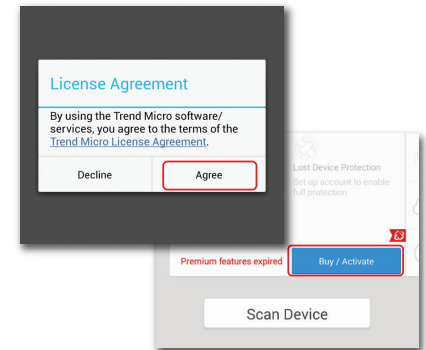 License Agreement
By using the Trend Micro software/
services, you agree to the terms of the
Trend Micro License Agreement.
Decline
Agree
Lost Device Protection
Set up account to enable
full protection
Premium features expired
Buy / Activate
Scan Device